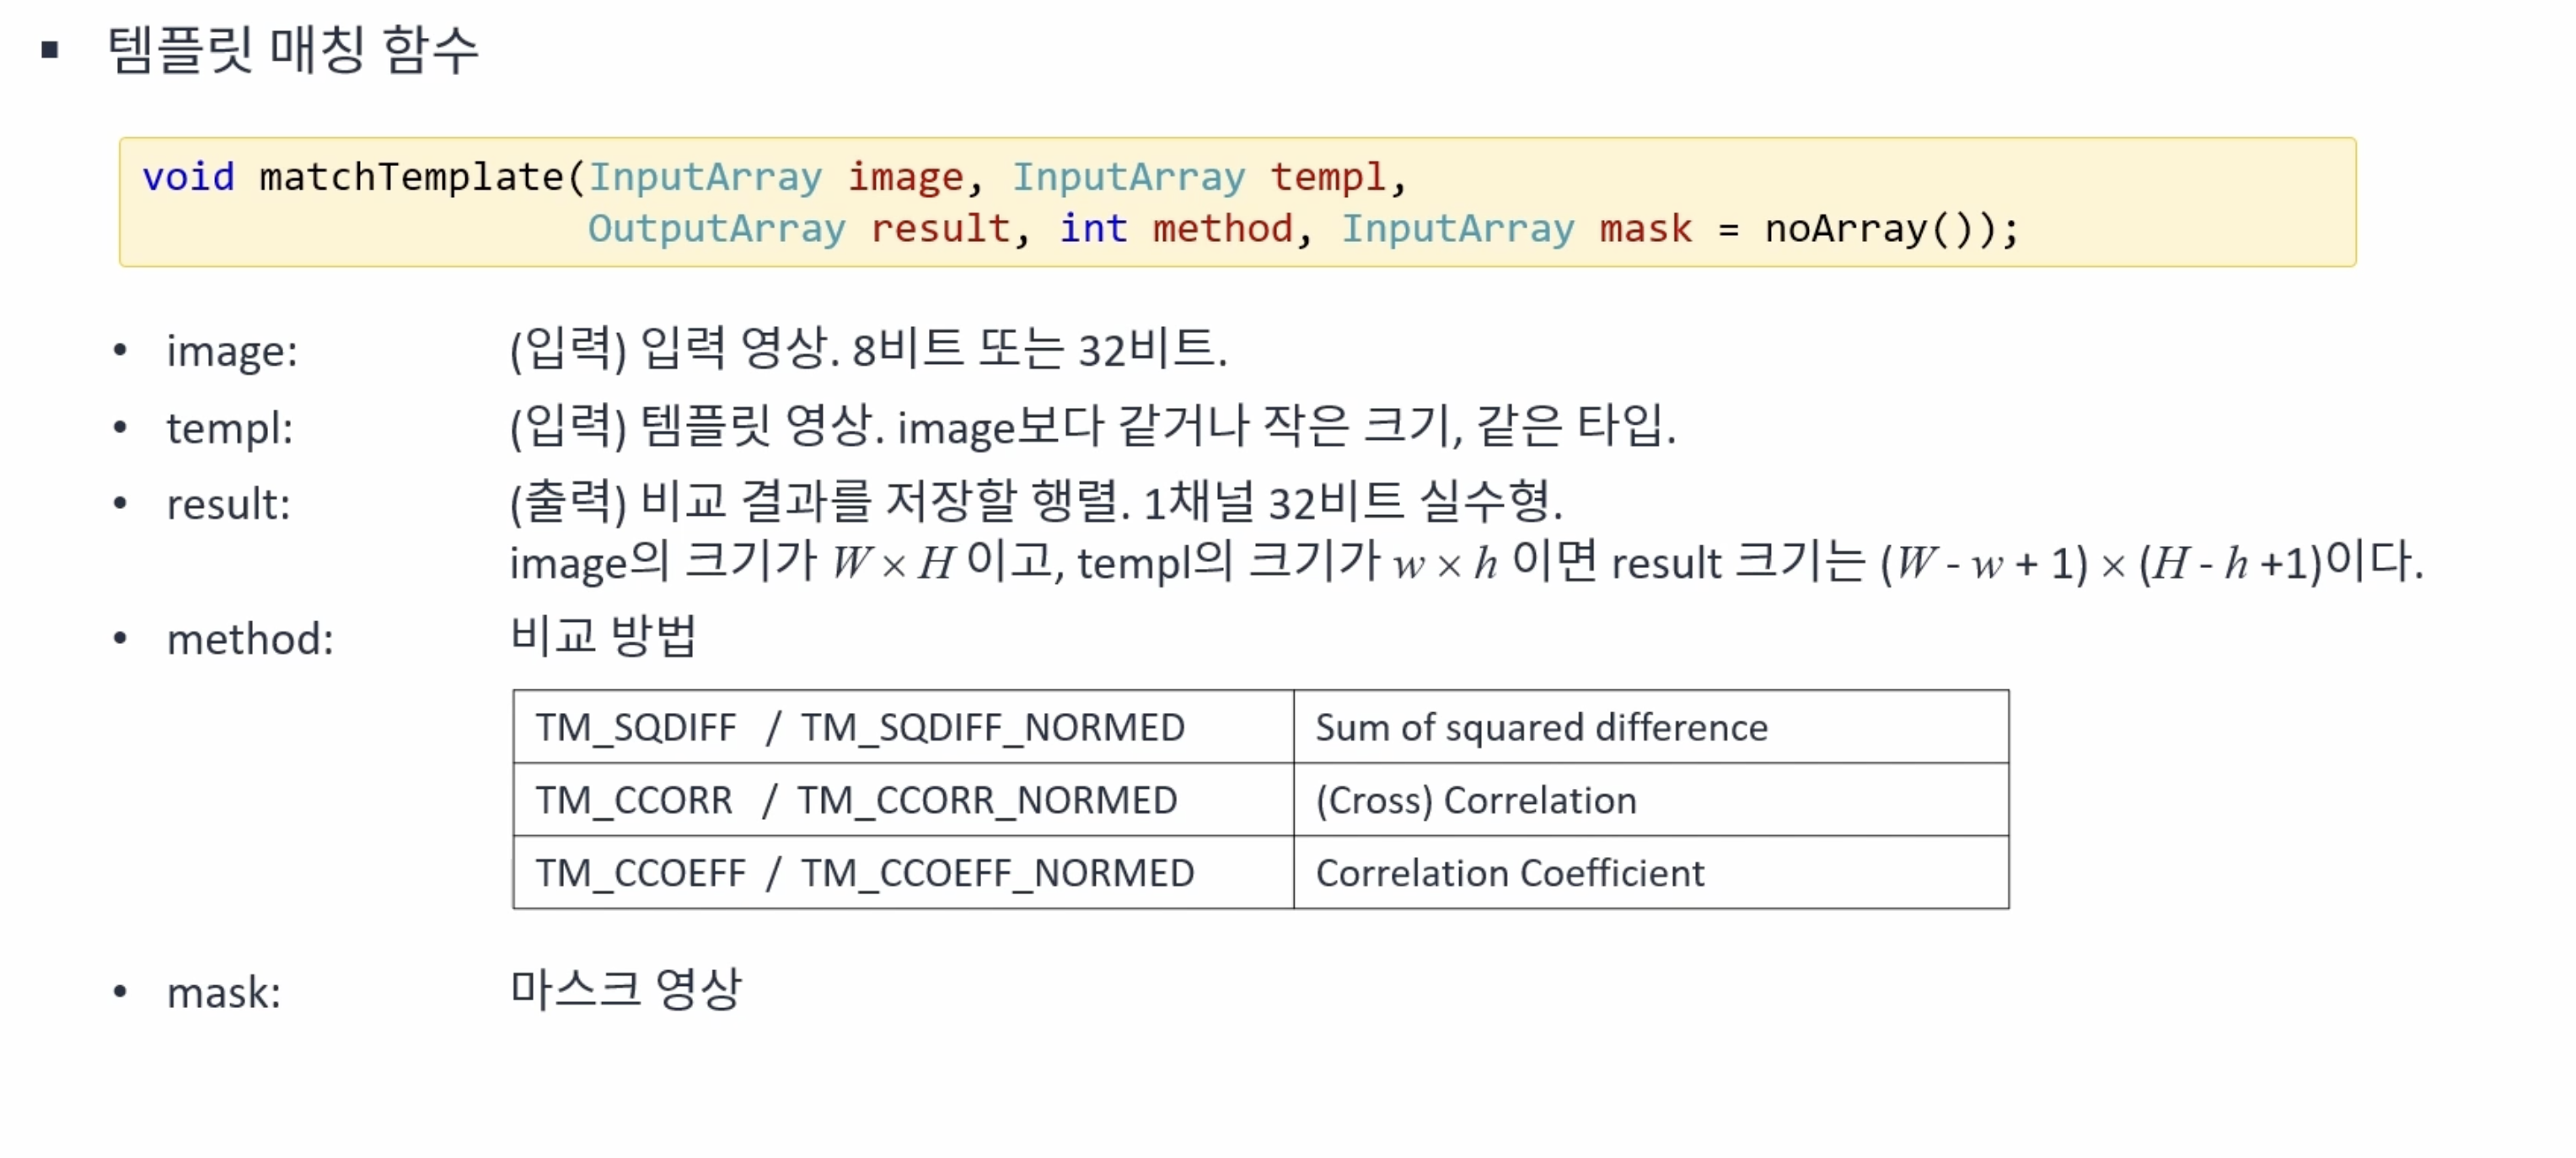 ▪ 템플릿 매칭 함수
void matchTemplate(InputArray image, InputArray templ,
OutputArray result, int method, InputArray mask = noArray());
• image: (입력) 입력 영상. 8비트 또는 32비트.
• templ: (입력) 템플릿 영상. image보다 같거나 작은 크기, 같은 타입.
• result: (출력) 비교 결과를 저장할 행렬. 1채널 32비트 실수형.
image의 크기가 W × H 이고, templ의 크기가 w × h 이면 result 크기는 (W - w + 1) × (H - h +1)이다.
• method: 비교 방법
TM_SQDIFF / TM_SQDIFF_NORMED Sum of squared difference
TM_CCORR / TM_CCORR_NORMED (Cross) Correlation
TM_CCOEFF / TM_CCOEFF_NORMED Correlation Coefficient
• mask: 마스크 영상